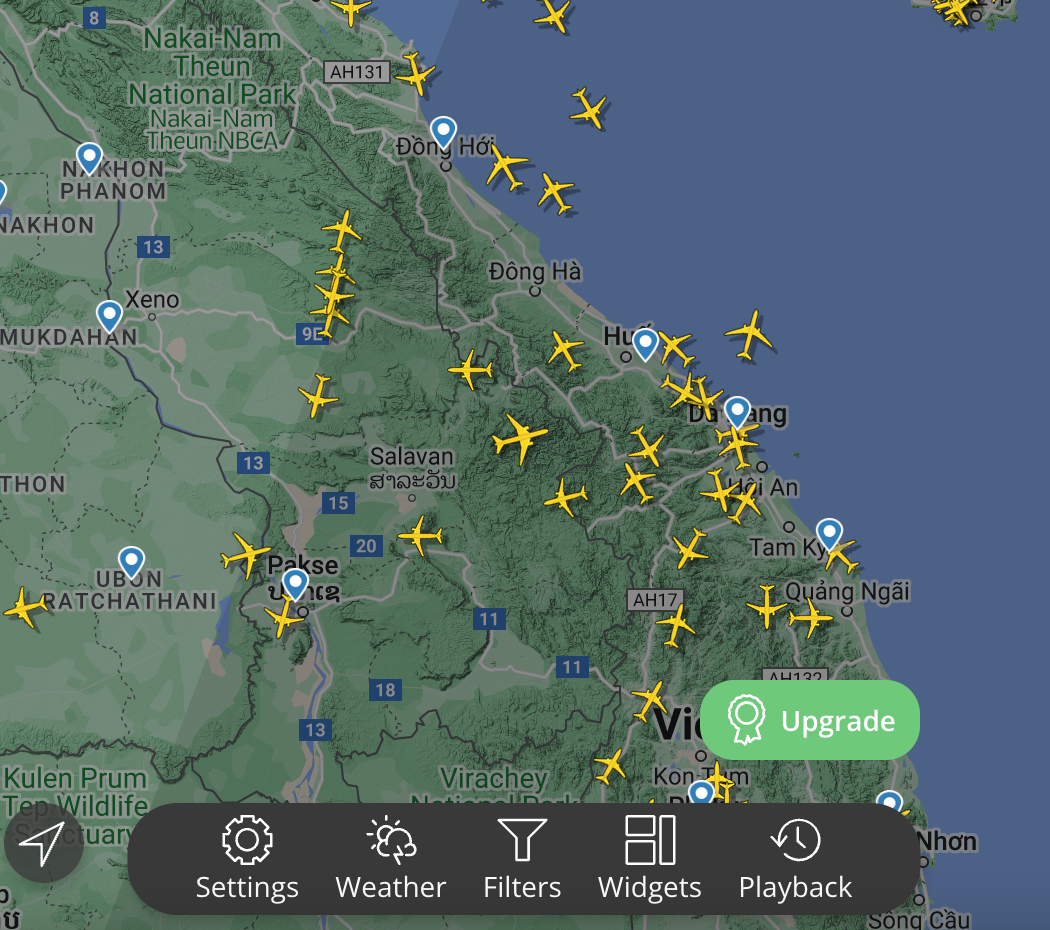 8
Nakai-Nam
Theun
National Park
Nakai-Nam
Theun NBCA
AH131
Đồng Hới
NAKHON
PHANOM
NAKHON
13
Đông Hà
Xeno
MUKDAHAN
9E
Huế
Da Nang
13
Salavan
ສາລະວັນ
THON
15
Hội An
20
Tam Kỳ
Pakse
ປາກເຊ
UBON
RATCHATHANI
Quảng Ngãi
AH17
11
11
AH132
18
13
Upgrade
Kon Tum
Kulen Prum
Tep Wildlife
Sanctuary
Virachey
National Park
Nhơn
Settings
Weather
Filters
Widgets
Playback
Sông Cầu